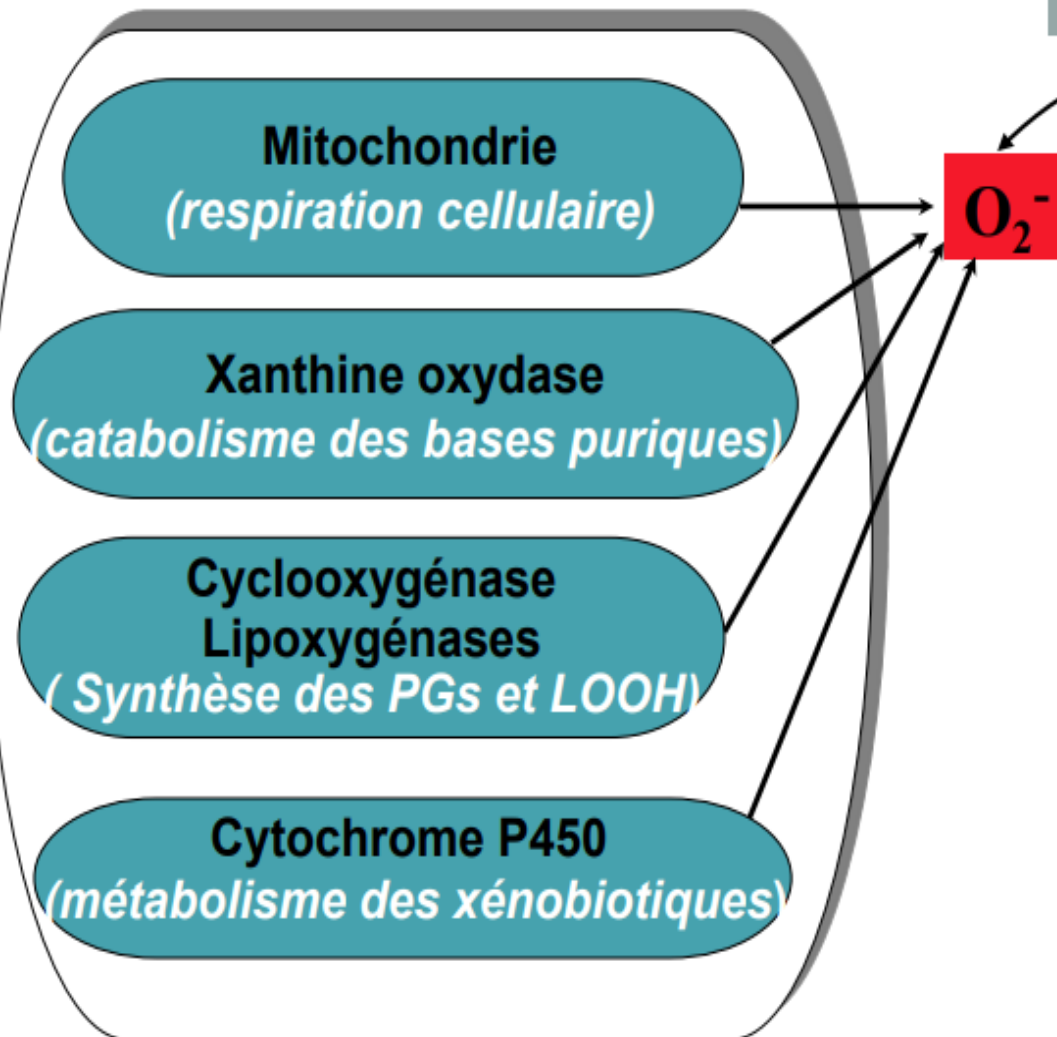 Mitochondrie
(respiration cellulaire)
O₂⁻
Xanthine oxydase
(catabolisme des bases puriques)
Cyclooxygénase
Lipoxygénases
( Synthèse des PGs et LOOH)
Cytochrome P450
(métabolisme des xénobiotiques)